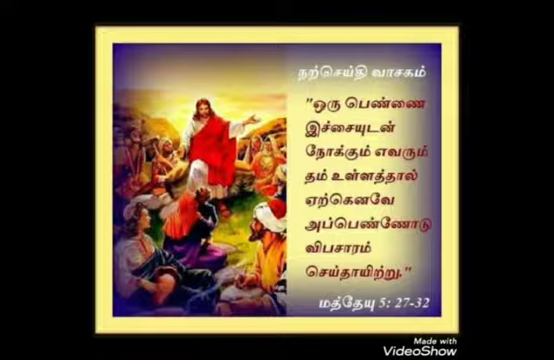 நற்செய்தி வாசகம்
"ஒரு பெண்ணை
இச்சையுடன்
நோக்கும் எவரும்
தம் உள்ளத்தால்
ஏற்கெனவே
அப்பெண்ணோடு
விபசாரம்
செய்தாயிற்று."
மத்தேயு 5: 27-32
Made with
VideoShow